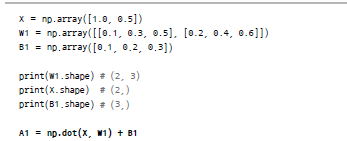 X = np.array([1.0, 0.5])
W1 = np.array([[0.1, 0.3, 0.5], [0.2, 0.4, 0.6]])
B1 = np.array([0.1, 0.2, 0.3])
print(W1.shape) # (2, 3)
print(X.shape) # (2,)
print(B1.shape) # (3,)
A1 = np.dot(X, W1) + B1